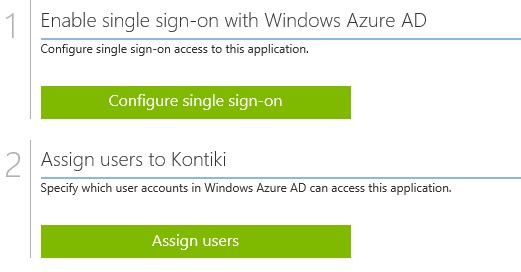 1
Enable single sign-on with Windows Azure AD
Configure single sign-on access to this application.
Configure single sign-on
2
Assign users to Kontiki
Specify which user accounts in Windows Azure AD can access this application.
Assign users